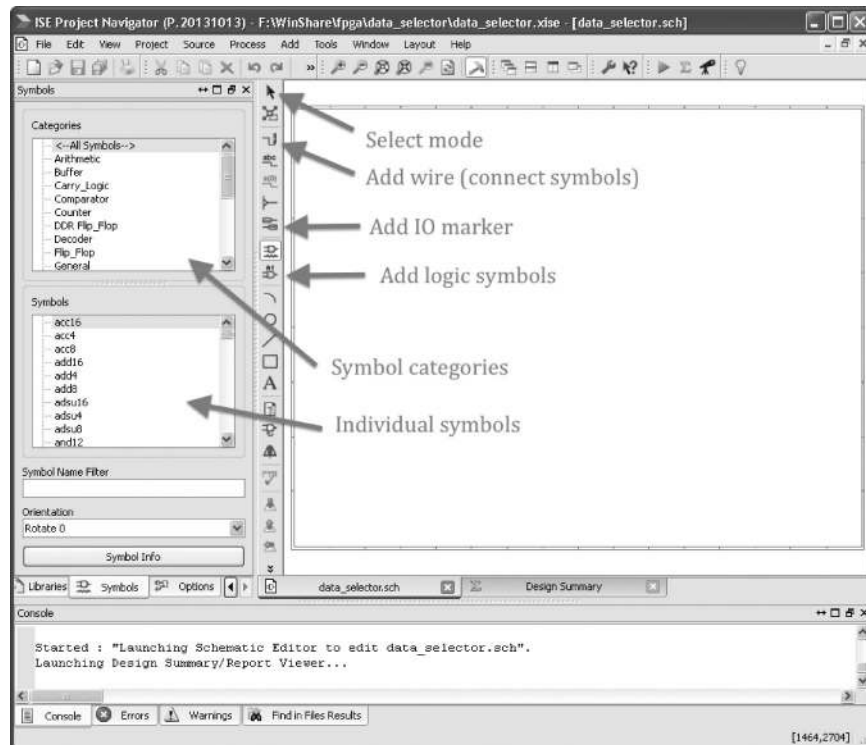 ISE Project Navigator (P.20131013) - F:\WinShare\fpga\data_selector\data_selector.xise - [data_selector.sch]
File Edit View Project Source Process Add Tools Window Layout Help
Symbols
Categories
<--All Symbols-->
Arithmetic
Buffer
Carry_Logic
Comparator
Counter
DDR Flip_Flop
Decoder
Flip_Flop
General
Symbols
acc16
acc4
acc8
add16
add4
add8
adsu16
adsu4
adsu8
and12
Symbol Name Filter
Orientation
Rotate 0
Symbol Info
Select mode
Add wire (connect symbols)
Add IO marker
Add logic symbols
Symbol categories
Individual symbols
Libraries Symbols Options
data_selector.sch Design Summary
Console
Started : "Launching Schematic Editor to edit data_selector.sch".
Launching Design Summary/Report Viewer...
Console Errors Warnings Find in Files Results
[1464,2704]